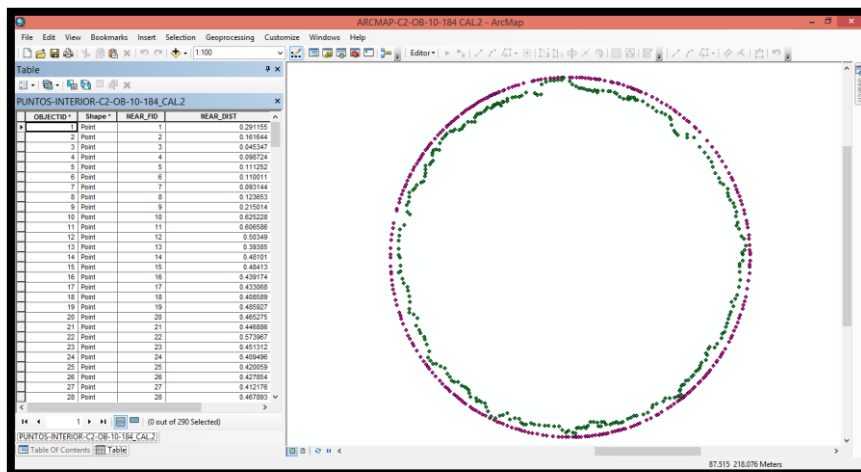 ARCMAP-C2-OB-10-184 CAL.2 - ArcMap
File Edit View Bookmarks Insert Selection Geoprocessing Customize Windows Help
1:100
Editor
Table
PUNTOS-INTERIOR-C2-OB-10-184_CAL.2
OBJECTID * Shape * NEAR_FID NEAR_DIST
1 Point 1 0.291155
2 Point 2 0.161644
3 Point 3 0.045347
4 Point 4 0.098724
5 Point 5 0.111252
6 Point 6 0.110011
7 Point 7 0.093144
8 Point 8 0.123653
9 Point 9 0.215014
10 Point 10 0.625228
11 Point 11 0.606586
12 Point 12 0.50349
13 Point 13 0.39385
14 Point 14 0.48101
15 Point 15 0.48413
16 Point 16 0.439174
17 Point 17 0.433068
18 Point 18 0.408589
19 Point 19 0.485927
20 Point 20 0.465275
21 Point 21 0.446886
22 Point 22 0.573967
23 Point 23 0.451312
24 Point 24 0.409496
25 Point 25 0.420059
26 Point 26 0.427854
27 Point 27 0.412176
28 Point 28 0.467893
1 (0 out of 290 Selected)
PUNTOS-INTERIOR-C2-OB-10-184_CAL.2
Table Of Contents Table
Search
87.515 218.076 Meters